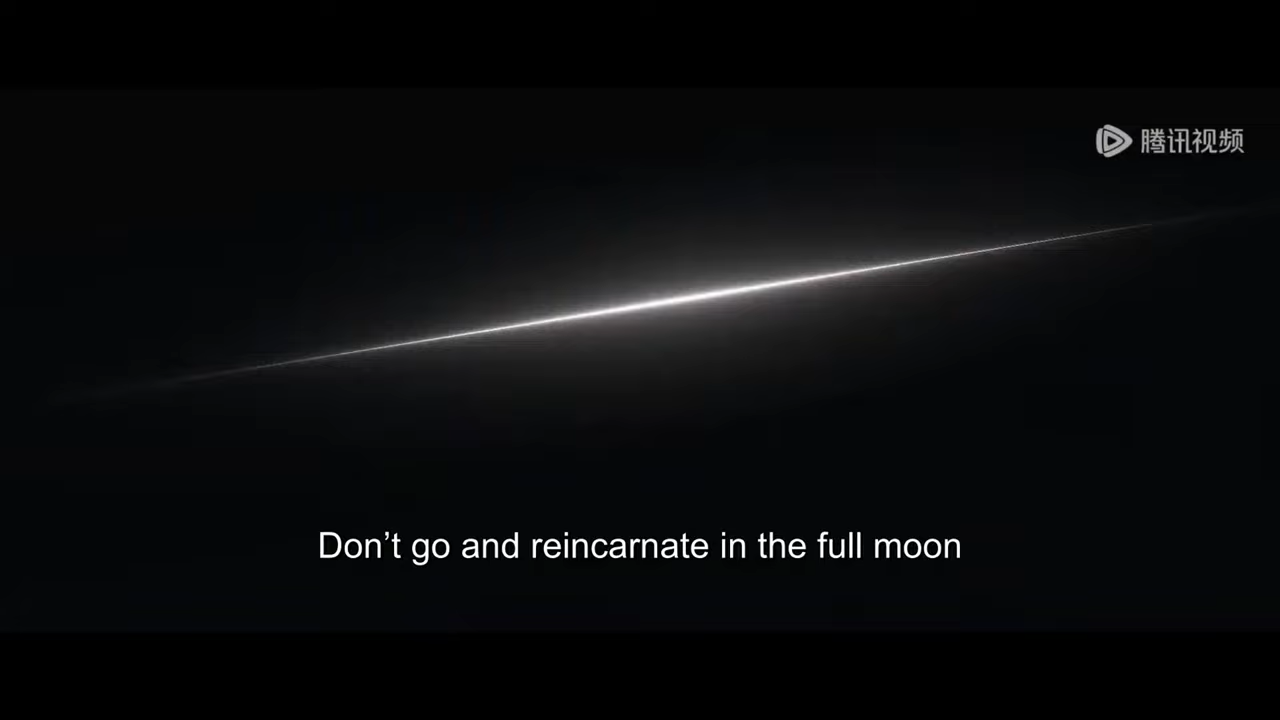 腾讯视频
Don’t go and reincarnate in the full moon